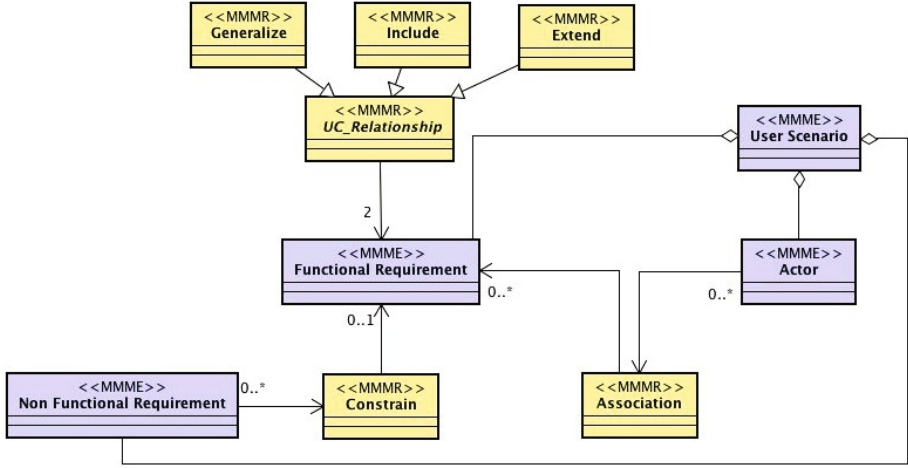 <<MMMR>>
Generalize
<<MMMR>>
Include
<<MMMR>>
Extend
<<MMMR>>
UC_Relationship
<<MMME>>
User Scenario
2
<<MMME>>
Functional Requirement
<<MMME>>
Actor
0..*
0..*
0..1
<<MMME>>
Non Functional Requirement
0..*
<<MMMR>>
Constrain
<<MMMR>>
Association